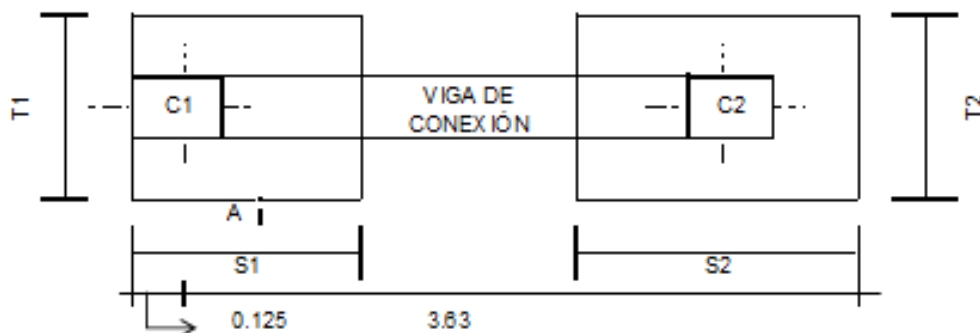 T1
C1
VIGA DE
CONEXIÓN
C2
T2
A
S1
S2
0.125
3.63